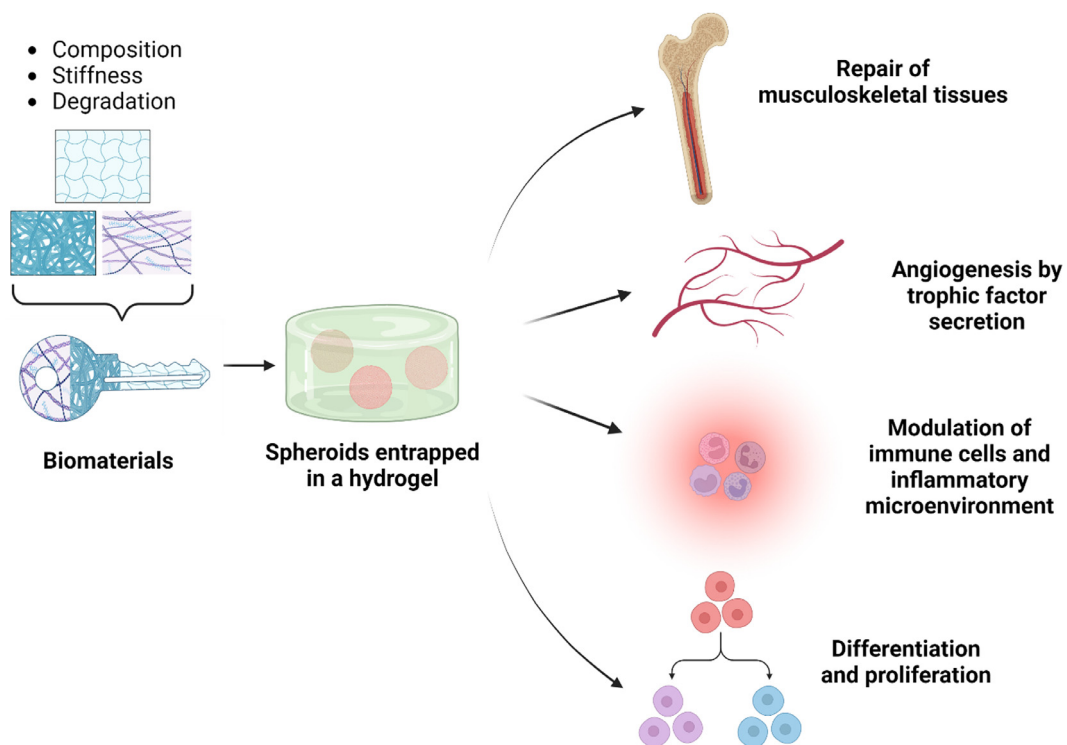 • Composition
• Stiffness
• Degradation
Biomaterials
Spheroids entrapped
in a hydrogel
Repair of
musculoskeletal tissues
Angiogenesis by
trophic factor
secretion
Modulation of
immune cells and
inflammatory
microenvironment
Differentiation
and proliferation